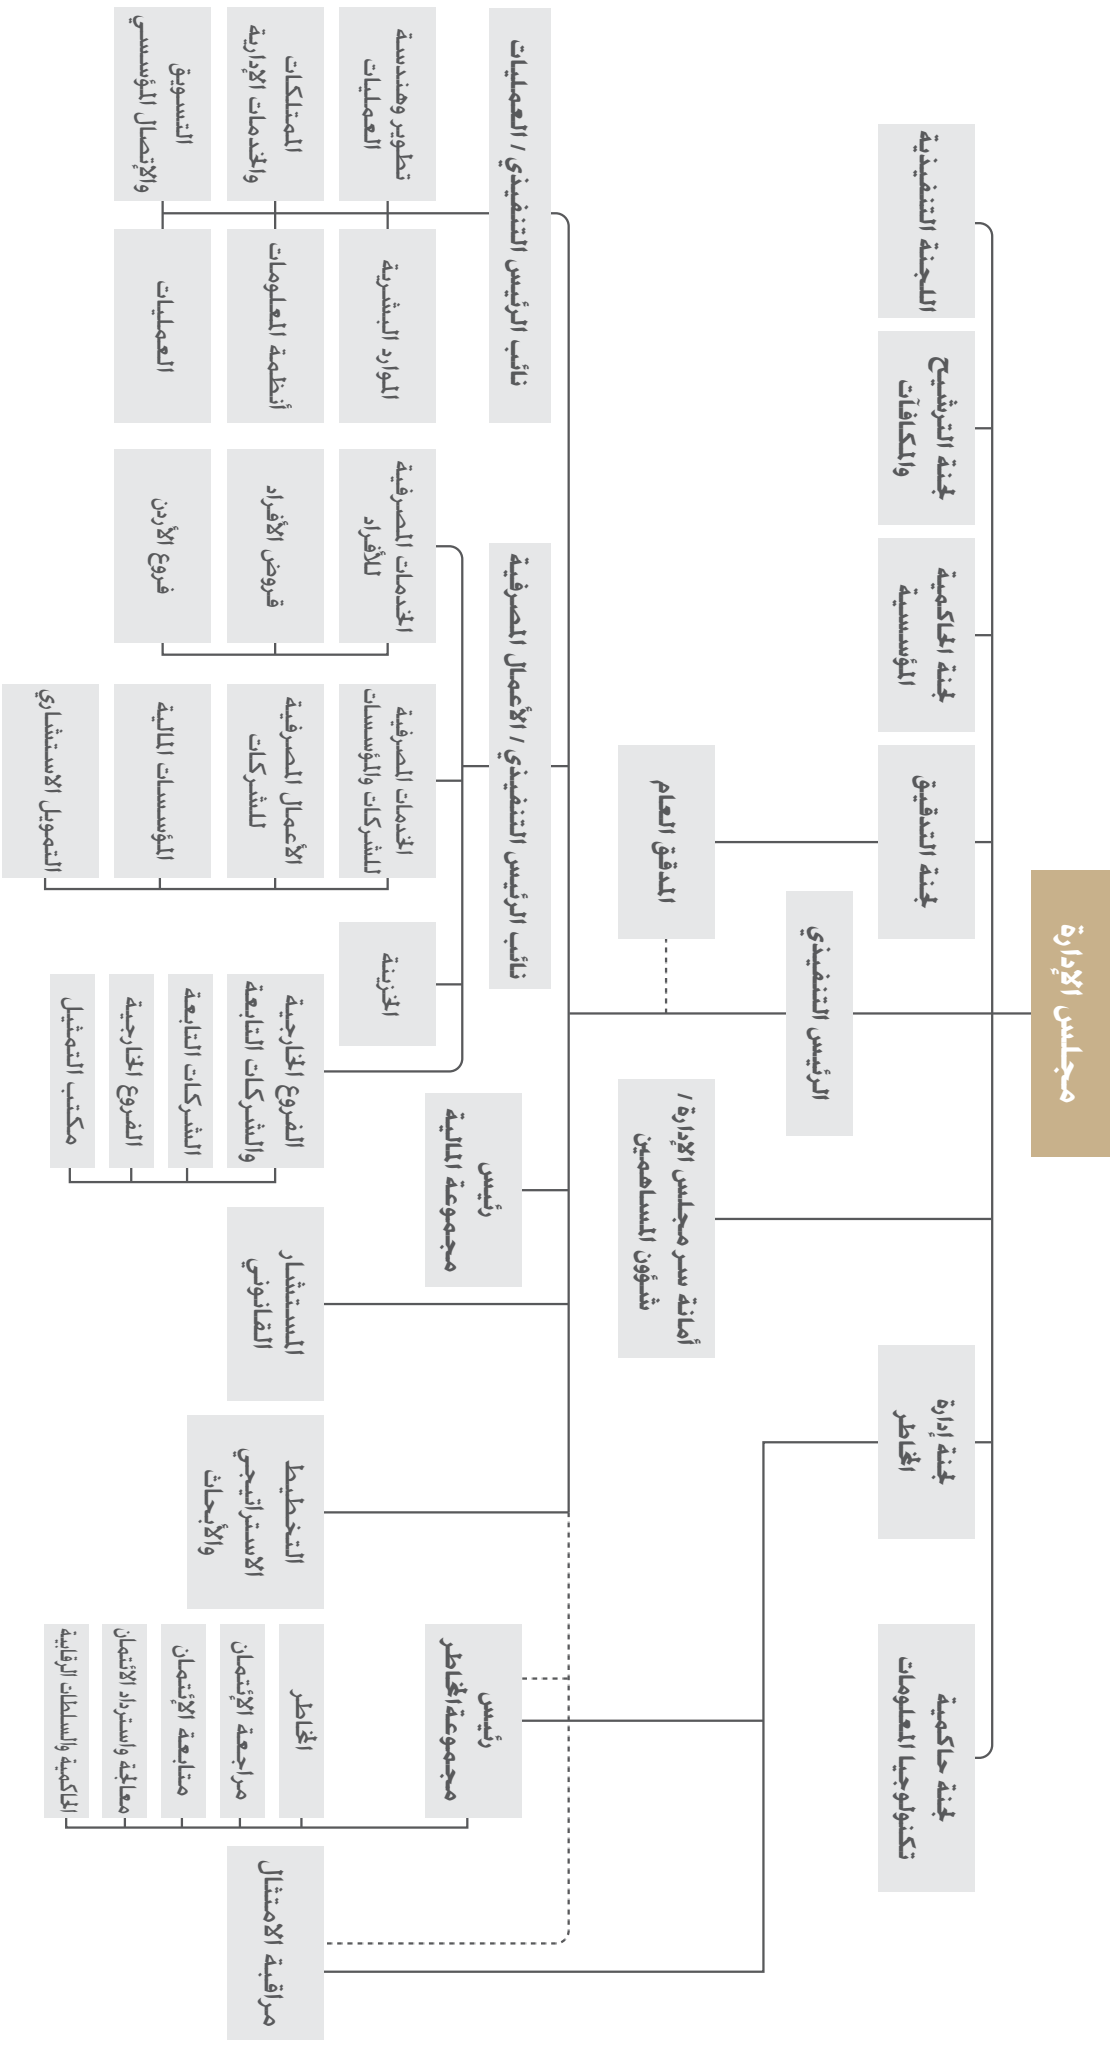 مجلس الإدارة
اللجنة التنفيذية
لجنة الترشيح
والمكافآت
لجنة الحاكمية
المؤسسية
لجنة التدقيق
لجنة إدارة
المخاطر
لجنة حاكمية
تكنولوجيا المعلومات
الرئيس التنفيذي
المدقق العام
أمانة سر مجلس الإدارة /
شؤون المساهمين
نائب الرئيس التنفيذي / العمليات
تطوير وهندسة
العمليات
الممتلكات
والخدمات الإدارية
التسويق
والإتصال المؤسسي
الموارد البشرية
أنظمة المعلومات
العمليات
نائب الرئيس التنفيذي / الأعمال المصرفية
الخدمات المصرفية
للأفراد
قروض الأفراد
فروع الأردن
الخدمات المصرفية
للشركات والمؤسسات
الأعمال المصرفية
للشركات
المؤسسات المالية
التمويل الاستشاري
الخزينة
الفروع الخارجية
والشركات التابعة
الشركات التابعة
الفروع الخارجية
مكتب التمثيل
رئيس
مجموعة المالية
المستشار
القانوني
التخطيط
الاستراتيجي
والأبحاث
رئيس
مجموعةالمخاطر
المخاطر
مراجعة الإئتمان
متابعة الإئتمان
معالجة واسترداد الائتمان
الحاكمية والسلطات الرقابية
مراقبة الامتثال